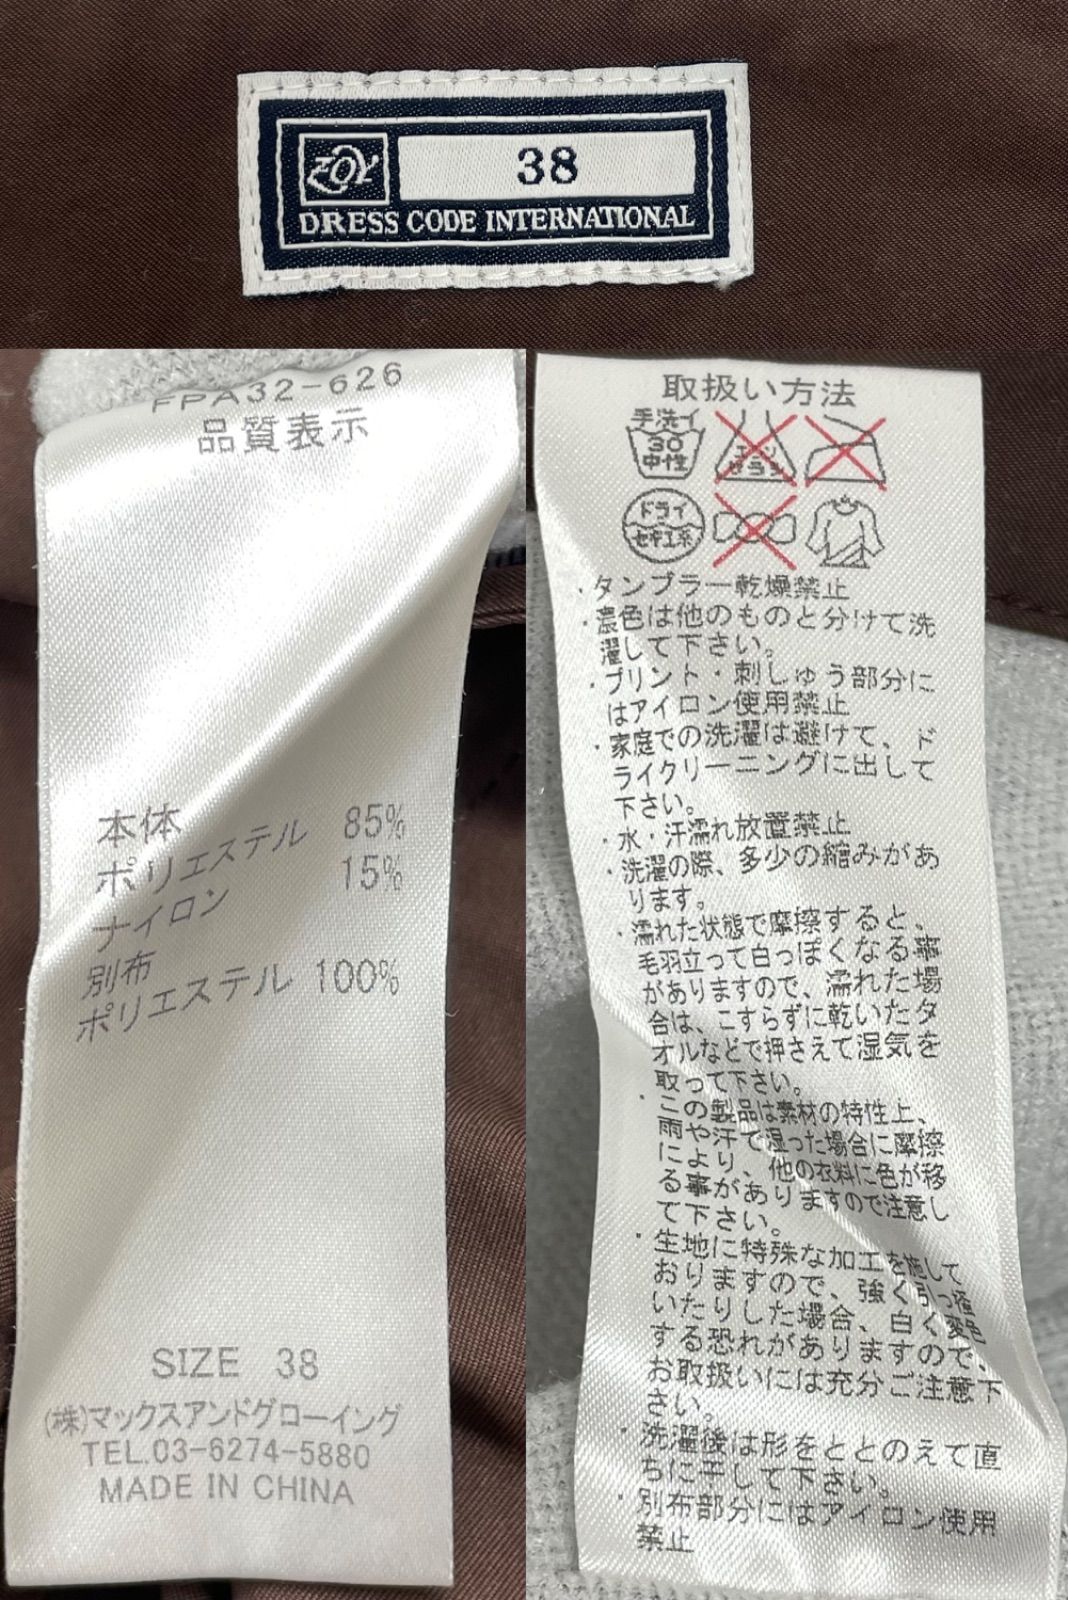 ZOY
38
DRESS CODE INTERNATIONAL
FPA32-626
品質表示
本体
ポリエステル 85%
ナイロン 15%
別布
ポリエステル 100%
SIZE 38
(株)マックスアンドグローイング
TEL.03-6274-5880
MADE IN CHINA
取扱い方法
手洗イ
30
中性
エンソ
サラシ
ドライ
セキユ系
・タンブラー乾燥禁止
・濃色は他のものと分けて洗
濯して下さい。
・プリント・刺しゅう部分に
はアイロン使用禁止
・家庭での洗濯は避けて、ド
ライクリーニングに出して
下さい。
・水・汗濡れ放置禁止
・洗濯の際、多少の縮みがあ
ります。
・濡れた状態で摩擦すると、
毛羽立って白っぽくなる事
がありますので、濡れた場
合は、こすらずに乾いたタ
オルなどで押さえて湿気を
取って下さい。
・この製品は素材の特性上、
雨や汗で湿った場合に摩擦
により、他の衣料に色が移
る事がありますので注意し
て下さい。
・生地に特殊な加工を施して
おりますので、強く引っ掻
いたりした場合、白く変色
する恐れがありますので、
お取扱いには充分ご注意下
さい。
・洗濯後は形をととのえて直
ちに干して下さい。
・別布部分にはアイロン使用
禁止